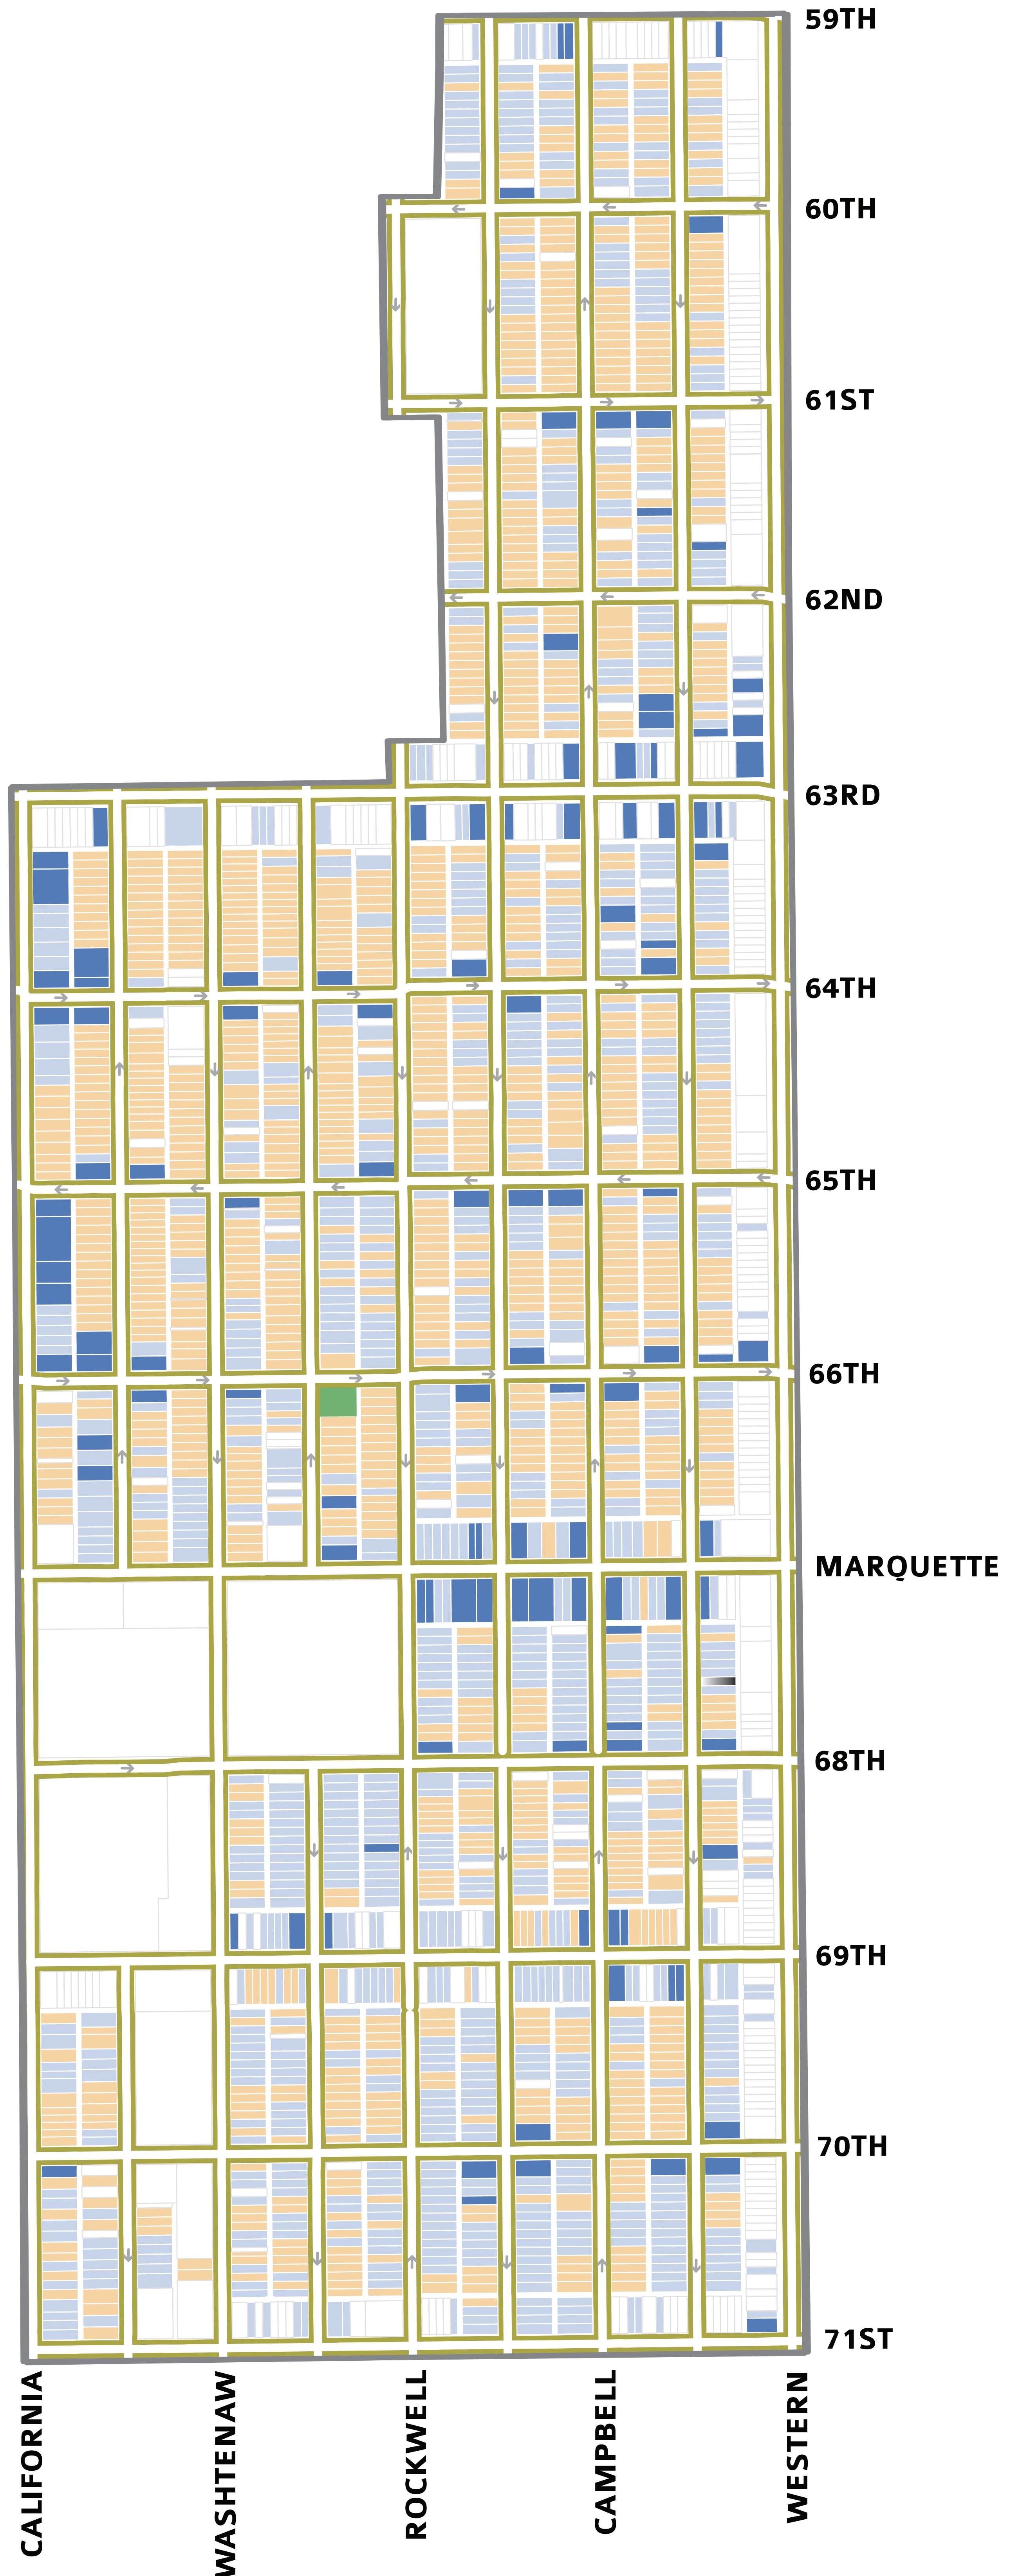 59TH
60TH
61ST
62ND
63RD
64TH
65TH
66TH
MARQUETTE
68TH
69TH
70TH
71ST
CALIFORNIA
WASHTENAW
ROCKWELL
CAMPBELL
WESTERN